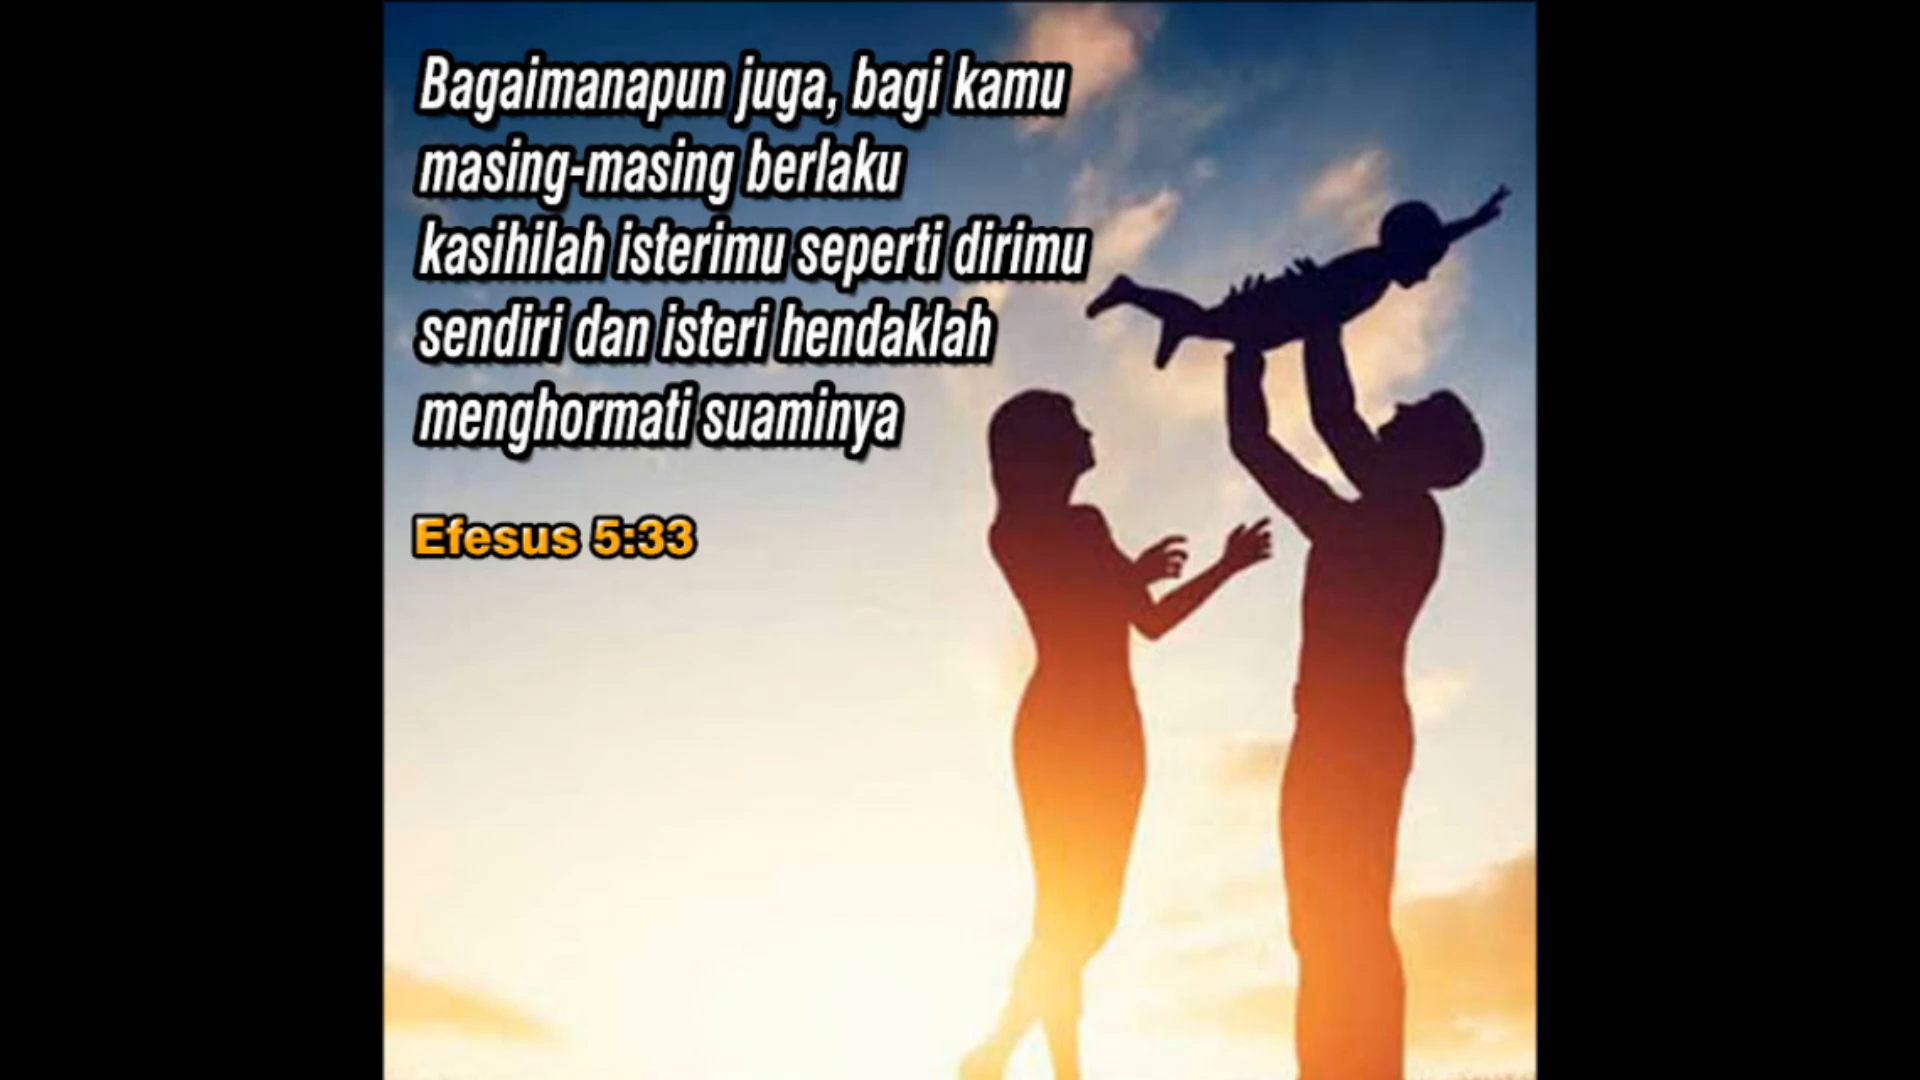 Bagaimanapun juga, bagi kamu
masing-masing berlaku
kasihilah isterimu seperti dirimu
sendiri dan isteri hendaklah
menghormati suaminya
Efesus 5:33